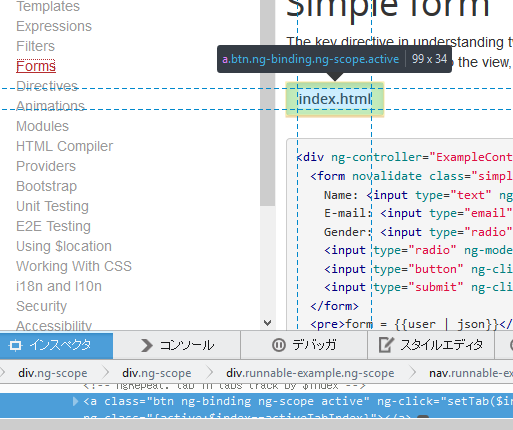 Templates
Expressions
Filters
Forms
Directives
Animations
Modules
HTML Compiler
Providers
Bootstrap
Unit Testing
E2E Testing
Using $location
Working With CSS
i18n and l10n
Security
Accessibility
Simple form
The key directive in understanding
a.btn.ng-binding.ng-scope.active 99 x 34
the view,
index.html
<div ng-controller="ExampleCont
<form novalidate class="simpl
Name: <input type="text" ng
E-mail: <input type="email"
Gender: <input type="radio"
<input type="radio" ng-mode
<input type="button" ng-cli
<input type="submit" ng-cli
</form>
<pre>form = {{user | json}}</
インスペクタ コンソール デバッガ スタイルエディタ
div.ng-scope div.ng-scope div.runnable-example.ng-scope nav.runnable-ex
<!-- ngRepeat: tab in tabs track by $index -->
<a class="btn ng-binding ng-scope active" ng-click="setTab($in
ng-class="{active:$index==activeTabIndex}"></a>